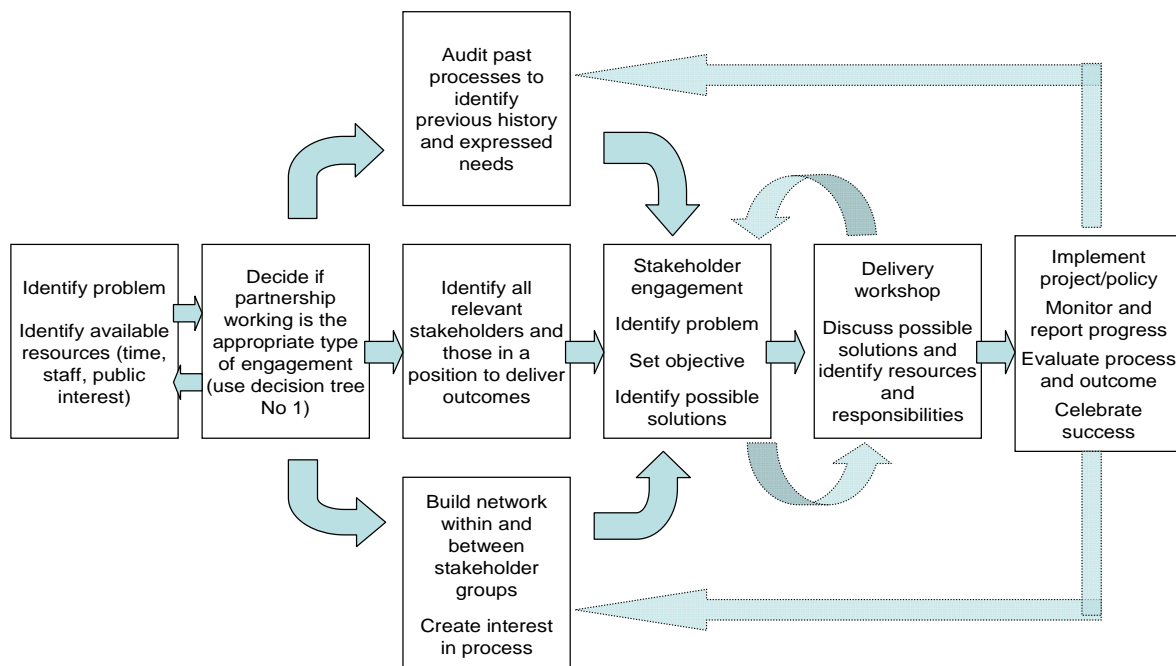 Audit past
processes to
identify
previous history
and expressed
needs
Identify problem
Identify available
resources (time,
staff, public
interest)
Decide if
partnership
working is the
appropriate type
of engagement
(use decision tree
No 1)
Identify all
relevant
stakeholders and
those in a
position to deliver
outcomes
Stakeholder
engagement
Identify problem
Set objective
Identify possible
solutions
Delivery
workshop
Discuss possible
solutions and
identify resources
and
responsibilities
Implement
project/policy
Monitor and
report progress
Evaluate process
and outcome
Celebrate
success
Build network
within and
between
stakeholder
groups
Create interest
in process